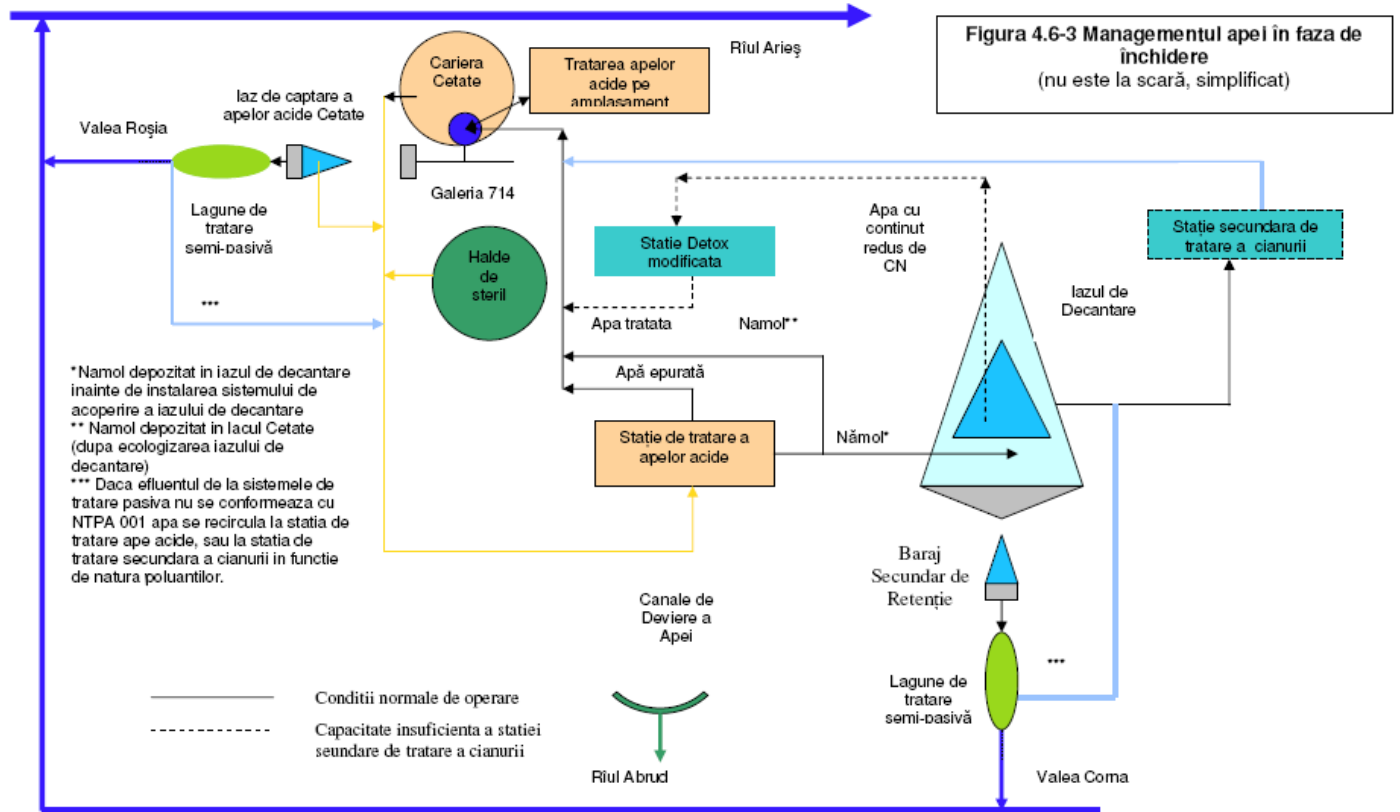 Figura 4.6-3 Managementul apei în faza de
închidere
(nu este la scară, simplificat)
Rîul Arieş
Cariera
Cetate
Tratarea apelor
acide pe
amplasament
Iaz de captare a
apelor acide Cetate
Valea Roşia
Galeria 714
Lagune de
tratare
semi-pasivă
Halde
de
steril
Statie Detox
modificata
Apa cu
continut
redus de
CN
Staţie secundara de
tratare a cianurii
Iazul de
Decantare
***
Apa tratata
Namol**
Apă epurată
*Namol depozitat in iazul de decantare
inainte de instalarea sistemului de
acoperire a iazului de decantare
** Namol depozitat in lacul Cetate
(dupa ecologizarea iazului de
decantare)
*** Daca efluentul de la sistemele de
tratare pasiva nu se conformeaza cu
NTPA 001 apa se recircula la statia de
tratare ape acide, sau la statia de
tratare secundara a cianurii in functie
de natura poluantilor.
Staţie de tratare a
apelor acide
Nămol*
Baraj
Secundar de
Retenţie
Canale de
Deviere a
Apei
***
Lagune de
tratare
semi-pasivă
Conditii normale de operare
Capacitate insuficienta a statiei
seundare de tratare a cianurii
Rîul Abrud
Valea Corna